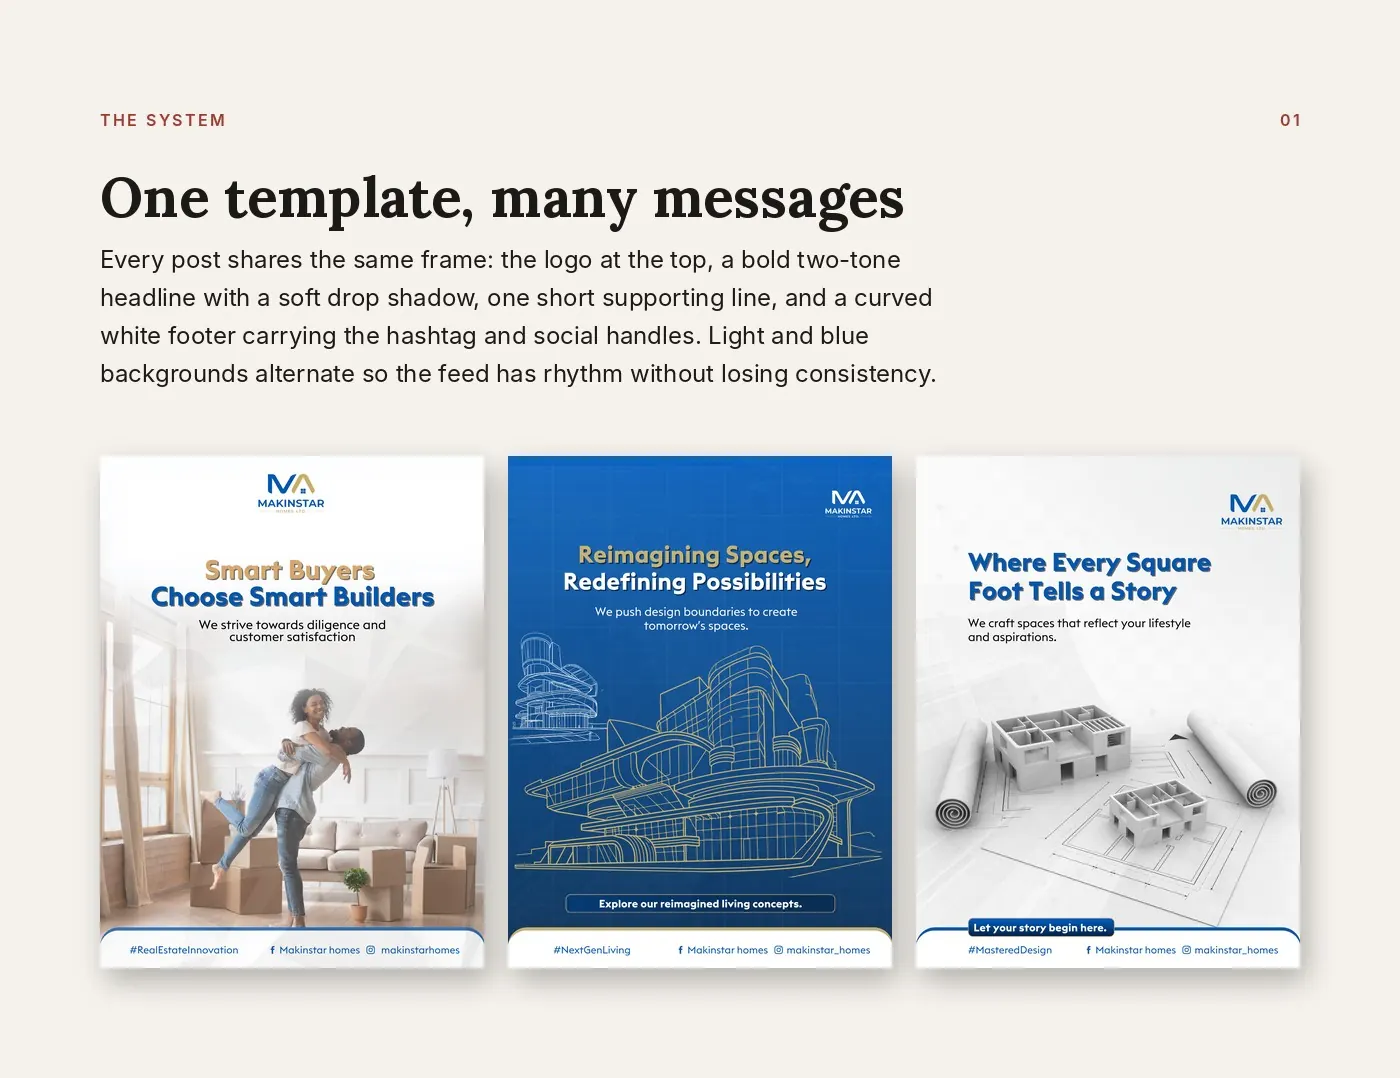 THE SYSTEM
01
One template, many messages
Every post shares the same frame: the logo at the top, a bold two-tone
headline with a soft drop shadow, one short supporting line, and a curved
white footer carrying the hashtag and social handles. Light and blue
backgrounds alternate so the feed has rhythm without losing consistency.
MAKINSTAR
HOMES LTD
Smart Buyers
Choose Smart Builders
We strive towards diligence and
customer satisfaction
#RealEstateInnovation
Makinstar homes
makinstarhomes
MAKINSTAR
HOMES LTD
Reimagining Spaces,
Redefining Possibilities
We push design boundaries to create
tomorrow's spaces.
Explore our reimagined living concepts.
#NextGenLiving
Makinstar homes
makinstar_homes
MAKINSTAR
HOMES LTD
Where Every Square
Foot Tells a Story
We craft spaces that reflect your lifestyle
and aspirations.
Let your story begin here.
#MasteredDesign
Makinstar homes
makinstar_homes